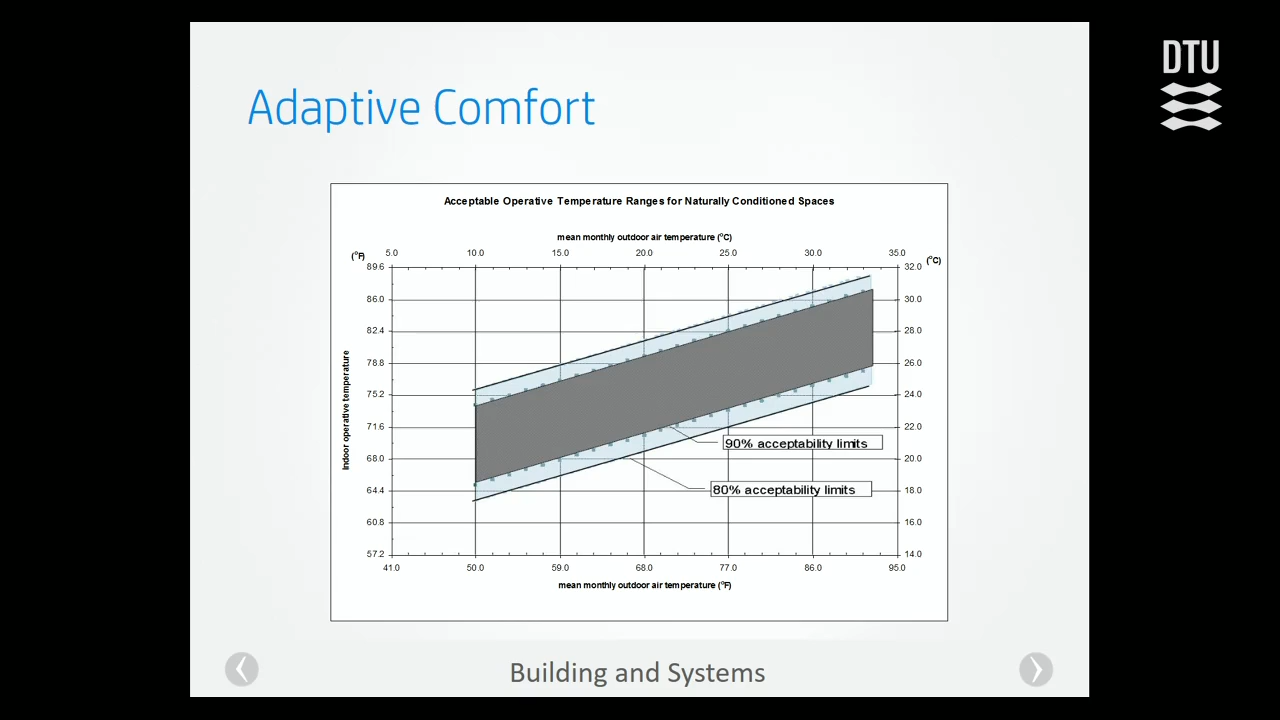 DTU
Adaptive Comfort
Acceptable Operative Temperature Ranges for Naturally Conditioned Spaces
mean monthly outdoor air temperature (°C)
(°F) 5.0 10.0 15.0 20.0 25.0 30.0 35.0 (°C)
89.6 32.0
86.0 30.0
82.4 28.0
78.8 26.0
75.2 24.0
71.6 22.0
68.0 20.0
64.4 18.0
60.8 16.0
57.2 14.0
Indoor operative temperature
90% acceptability limits
80% acceptability limits
41.0 50.0 59.0 68.0 77.0 86.0 95.0
mean monthly outdoor air temperature (°F)
Building and Systems